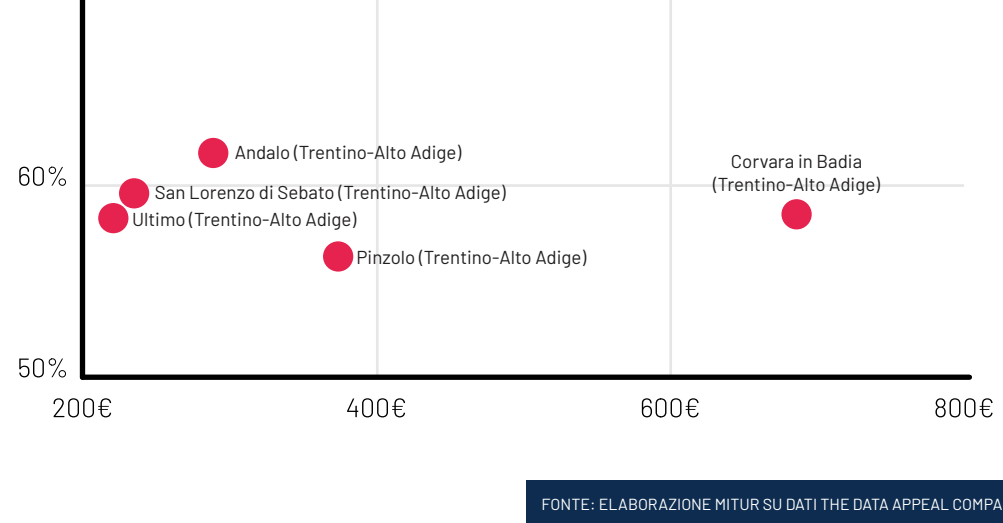 Andalo (Trentino-Alto Adige)
Corvara in Badia
(Trentino-Alto Adige)
60%
San Lorenzo di Sebato (Trentino-Alto Adige)
Ultimo (Trentino-Alto Adige)
Pinzolo (Trentino-Alto Adige)
50%
200€ 400€ 600€ 800€
FONTE: ELABORAZIONE MITUR SU DATI THE DATA APPEAL COMPA